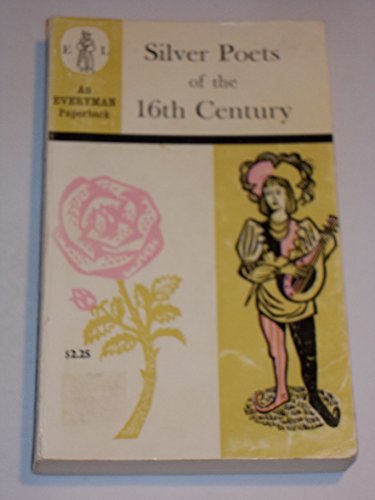 E L
An
EVERYMAN
Paperback
Silver Poets
of the
16th Century
$2.25